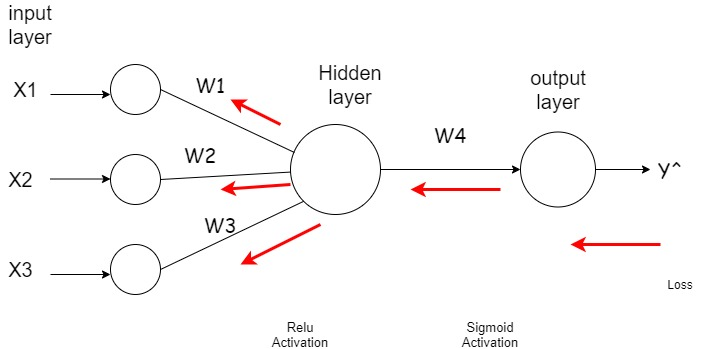 input
layer
X1
W1
Hidden
layer
output
layer
W4
W2
X2
y^
W3
X3
Loss
Relu
Activation
Sigmoid
Activation